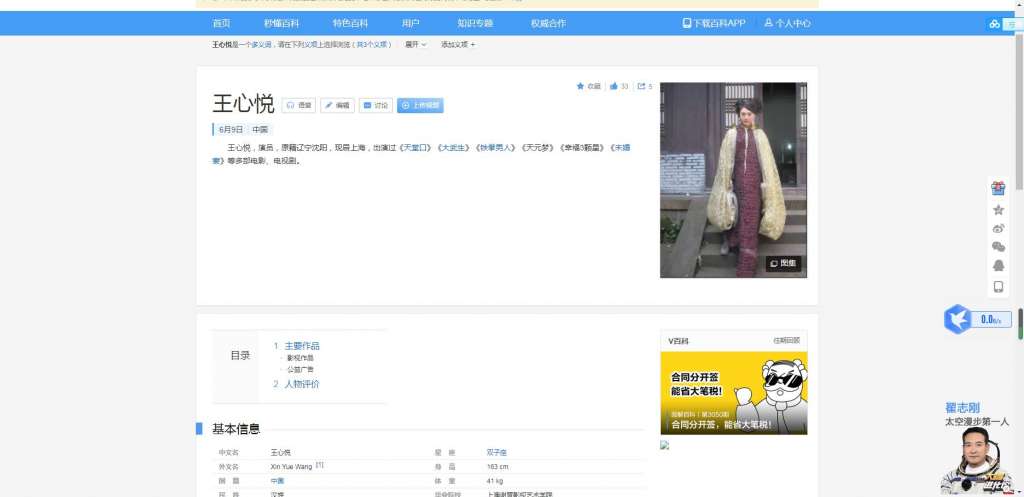 首页 秒懂百科 特色百科 用户 知识专题 权威合作 下载百科APP 个人中心
王心悦是一个多义词，请在下列义项上选择浏览（共3个义项） 展开 添加义项 +
收藏 33 5
王心悦 语音 编辑 讨论 上传视频
6月9日 中国
王心悦，演员，原籍辽宁沈阳，现居上海，出演过《天堂口》《大武生》《铁拳男人》《天元梦》《幸福3颗星》《未婚
妻》等多部电影、电视剧。
图集
目录
1 主要作品
· 影视作品
· 公益广告
2 人物评价
V百科 往期回顾
合同分开签
能省大笔税!
图解百科 | 第3050期
合同分开签，能省大笔税！
0.0K/s
翟志刚
太空漫步第一人
基本信息
中文名 王心悦 星 座 双子座
外文名 Xin Yue Wang [1] 身 高 163 cm
国 籍 中国 体 重 41 kg
民 族 汉族 毕业院校 上海谢晋影视艺术学院